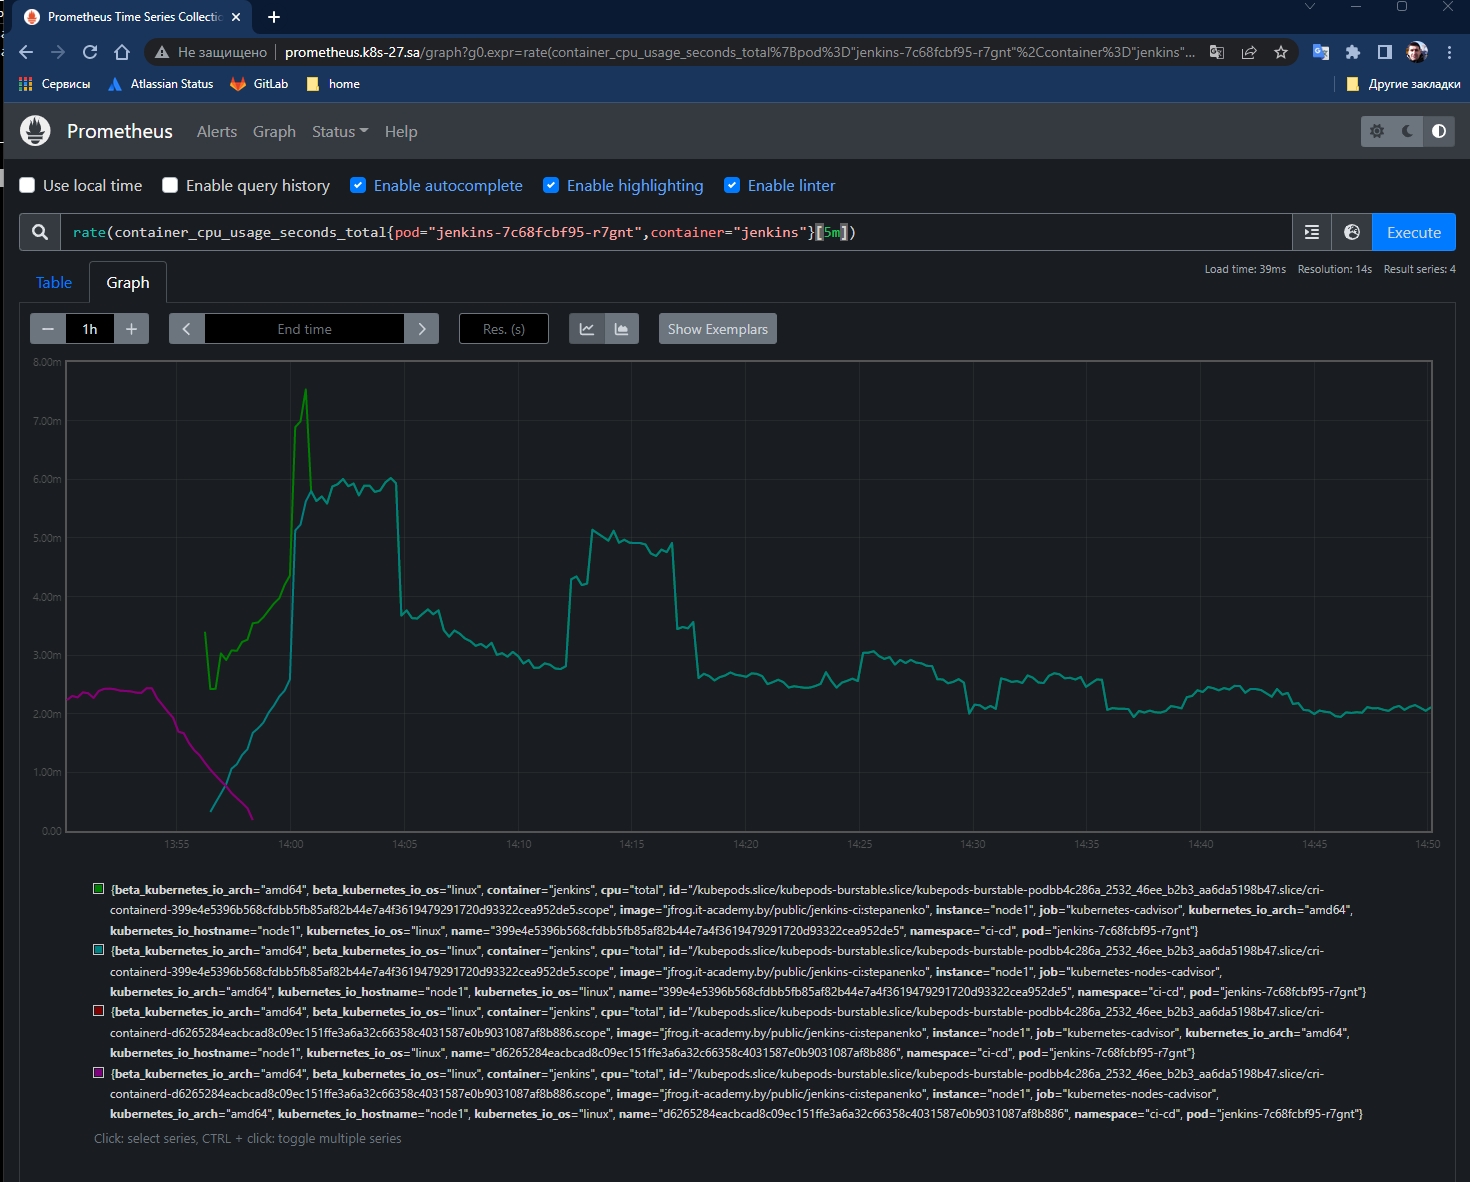 Prometheus Time Series Collectic
Не защищено
prometheus.k8s-27.sa/graph?g0.expr=rate(container_cpu_usage_seconds_total%7Bpod%3D"jenkins-7c68fcbf95-r7gnt"%2Ccontainer%3D"jenkins"...
Сервисы Atlassian Status GitLab home Другие закладки
Prometheus Alerts Graph Status Help
Use local time Enable query history Enable autocomplete Enable highlighting Enable linter
rate(container_cpu_usage_seconds_total{pod="jenkins-7c68fcbf95-r7gnt",container="jenkins"}[5m])
Execute
Table Graph
Load time: 39ms Resolution: 14s Result series: 4
1h End time Res. (s) Show Exemplars
8.00m
7.00m
6.00m
5.00m
4.00m
3.00m
2.00m
1.00m
0.00
13:55 14:00 14:05 14:10 14:15 14:20 14:25 14:30 14:35 14:40 14:45 14:50
{beta_kubernetes_io_arch="amd64", beta_kubernetes_io_os="linux", container="jenkins", cpu="total", id="/kubepods.slice/kubepods-burstable.slice/kubepods-burstable-podbb4c286a_2532_46ee_b2b3_aa6da5198b47.slice/cri-
containerd-399e4e5396b568cfdbb5fb85af82b44e7a4f3619479291720d93322cea952de5.scope", image="jfrog.it-academy.by/public/jenkins-ci:stepanenko", instance="node1", job="kubernetes-cadvisor", kubernetes_io_arch="amd64",
kubernetes_io_hostname="node1", kubernetes_io_os="linux", name="399e4e5396b568cfdbb5fb85af82b44e7a4f3619479291720d93322cea952de5", namespace="ci-cd", pod="jenkins-7c68fcbf95-r7gnt"}
{beta_kubernetes_io_arch="amd64", beta_kubernetes_io_os="linux", container="jenkins", cpu="total", id="/kubepods.slice/kubepods-burstable.slice/kubepods-burstable-podbb4c286a_2532_46ee_b2b3_aa6da5198b47.slice/cri-
containerd-399e4e5396b568cfdbb5fb85af82b44e7a4f3619479291720d93322cea952de5.scope", image="jfrog.it-academy.by/public/jenkins-ci:stepanenko", instance="node1", job="kubernetes-nodes-cadvisor",
kubernetes_io_arch="amd64", kubernetes_io_hostname="node1", kubernetes_io_os="linux", name="399e4e5396b568cfdbb5fb85af82b44e7a4f3619479291720d93322cea952de5", namespace="ci-cd", pod="jenkins-7c68fcbf95-r7gnt"}
{beta_kubernetes_io_arch="amd64", beta_kubernetes_io_os="linux", container="jenkins", cpu="total", id="/kubepods.slice/kubepods-burstable.slice/kubepods-burstable-podbb4c286a_2532_46ee_b2b3_aa6da5198b47.slice/cri-
containerd-d6265284eacbcad8c09ec151ffe3a6a32c66358c4031587e0b9031087af8b886.scope", image="jfrog.it-academy.by/public/jenkins-ci:stepanenko", instance="node1", job="kubernetes-cadvisor", kubernetes_io_arch="amd64",
kubernetes_io_hostname="node1", kubernetes_io_os="linux", name="d6265284eacbcad8c09ec151ffe3a6a32c66358c4031587e0b9031087af8b886", namespace="ci-cd", pod="jenkins-7c68fcbf95-r7gnt"}
{beta_kubernetes_io_arch="amd64", beta_kubernetes_io_os="linux", container="jenkins", cpu="total", id="/kubepods.slice/kubepods-burstable.slice/kubepods-burstable-podbb4c286a_2532_46ee_b2b3_aa6da5198b47.slice/cri-
containerd-d6265284eacbcad8c09ec151ffe3a6a32c66358c4031587e0b9031087af8b886.scope", image="jfrog.it-academy.by/public/jenkins-ci:stepanenko", instance="node1", job="kubernetes-nodes-cadvisor",
kubernetes_io_arch="amd64", kubernetes_io_hostname="node1", kubernetes_io_os="linux", name="d6265284eacbcad8c09ec151ffe3a6a32c66358c4031587e0b9031087af8b886", namespace="ci-cd", pod="jenkins-7c68fcbf95-r7gnt"}
Click: select series, CTRL + click: toggle multiple series